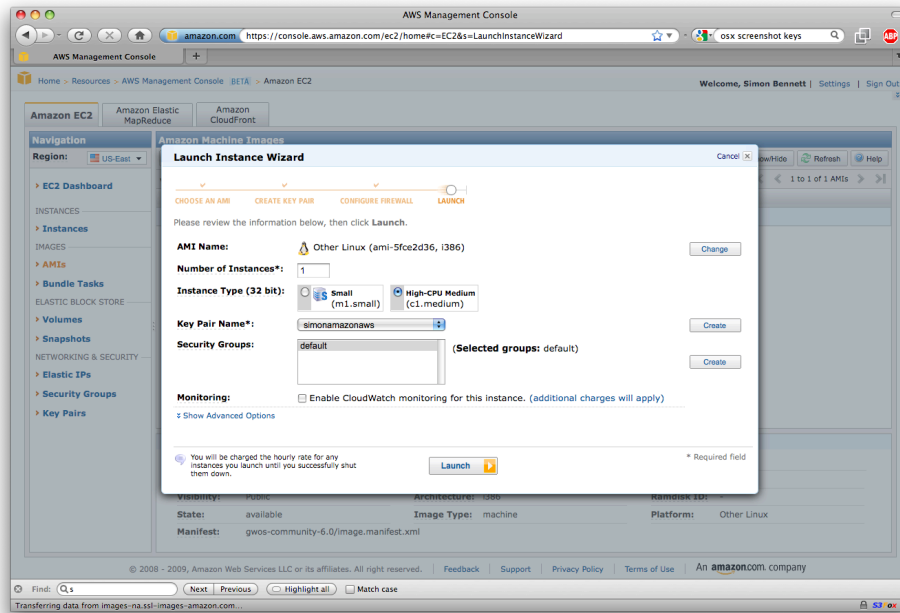 AWS Management Console
amazon.com https://console.aws.amazon.com/ec2/home#c=EC2&s=LaunchInstanceWizard
osx screenshot keys
ABP
AWS Management Console
Home > Resources > AWS Management Console BETA > Amazon EC2
Welcome, Simon Bennett | Settings | Sign Out
Amazon EC2
Amazon Elastic MapReduce
Amazon CloudFront
Navigation
Amazon Machine Images
Region: US-East
Refresh
Help
1 to 1 of 1 AMIs
EC2 Dashboard
INSTANCES
Instances
IMAGES
AMIs
Bundle Tasks
ELASTIC BLOCK STORE
Volumes
Snapshots
NETWORKING & SECURITY
Elastic IPs
Security Groups
Key Pairs
Launch Instance Wizard
Cancel
CHOOSE AN AMI CREATE KEY PAIR CONFIGURE FIREWALL LAUNCH
Please review the information below, then click Launch.
AMI Name: Other Linux (ami-5fce2d36, i386) Change
Number of Instances*: 1
Instance Type (32 bit): Small (m1.small) High-CPU Medium (c1.medium)
Key Pair Name*: simonamazonaws Create
Security Groups: default (Selected groups: default) Create
Monitoring: Enable CloudWatch monitoring for this instance. (additional charges will apply)
Show Advanced Options
You will be charged the hourly rate for any
instances you launch until you successfully shut
them down.
Launch
* Required field
Visibility: Public Architecture: i386 Ramdisk ID: -
State: available Image Type: machine Platform: Other Linux
Manifest: gwos-community-6.0/image.manifest.xml
© 2008 - 2009, Amazon Web Services LLC or its affiliates. All right reserved. | Feedback | Support | Privacy Policy | Terms of Use | An amazon.com company
Find: s Next Previous Highlight all Match case
Transferring data from images-na.ssl-images-amazon.com...